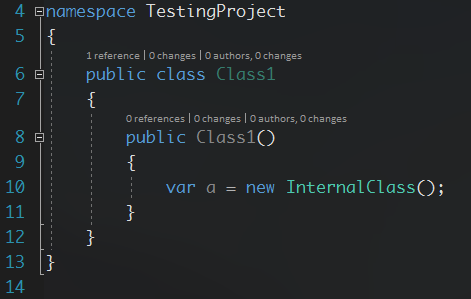 4 namespace TestingProject
5 {
1 reference | 0 changes | 0 authors, 0 changes
6 public class Class1
7 {
0 references | 0 changes | 0 authors, 0 changes
8 public Class1()
9 {
10 var a = new InternalClass();
11 }
12 }
13 }
14